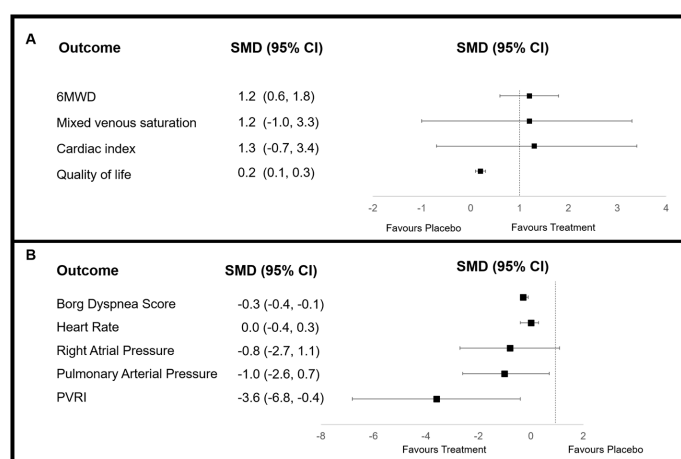 A
Outcome SMD (95% CI) SMD (95% CI)
6MWD 1.2 (0.6, 1.8)
Mixed venous saturation 1.2 (-1.0, 3.3)
Cardiac index 1.3 (-0.7, 3.4)
Quality of life 0.2 (0.1, 0.3)
-2 -1 0 1 2 3 4
Favours Placebo Favours Treatment
B
Outcome SMD (95% CI) SMD (95% CI)
Borg Dyspnea Score -0.3 (-0.4, -0.1)
Heart Rate 0.0 (-0.4, 0.3)
Right Atrial Pressure -0.8 (-2.7, 1.1)
Pulmonary Arterial Pressure -1.0 (-2.6, 0.7)
PVRI -3.6 (-6.8, -0.4)
-8 -6 -4 -2 0 2
Favours Treatment Favours Placebo